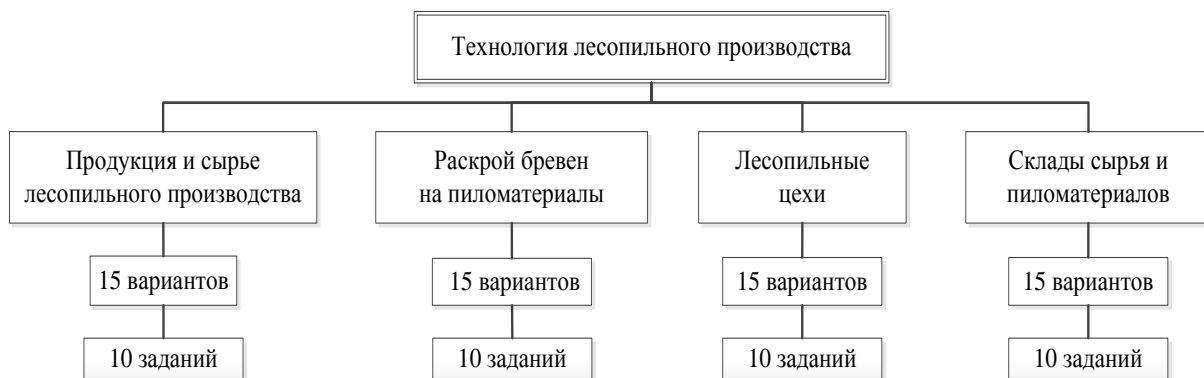 Технология лесопильного производства
Продукция и сырье
лесопильного производства
Раскрой бревен
на пиломатериалы
Лесопильные
цехи
Склады сырья и
пиломатериалов
15 вариантов
15 вариантов
15 вариантов
15 вариантов
10 заданий
10 заданий
10 заданий
10 заданий